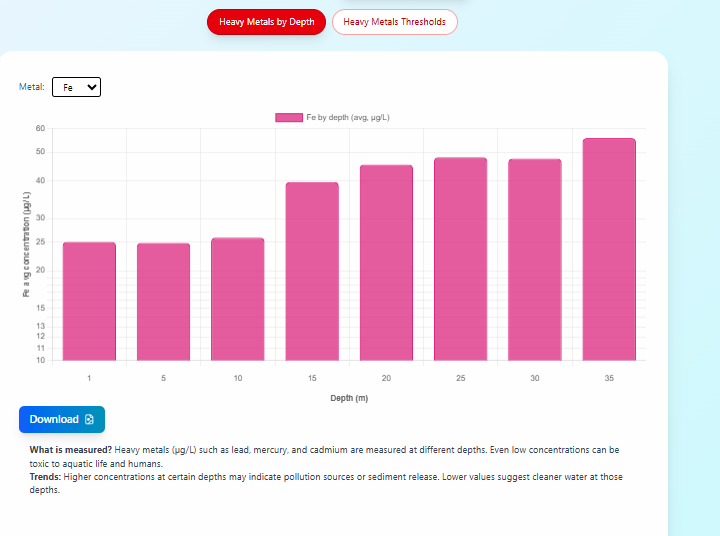 Heavy Metals by Depth
Heavy Metals Thresholds
Metal:
Fe
Fe by depth (avg, µg/L)
60
50
40
30
25
20
15
13
12
11
10
Fe avg concentration (µg/L)
1 5 10 15 20 25 30 35
Depth (m)
Download
What is measured? Heavy metals (µg/L) such as lead, mercury, and cadmium are measured at different depths. Even low concentrations can be
toxic to aquatic life and humans.
Trends: Higher concentrations at certain depths may indicate pollution sources or sediment release. Lower values suggest cleaner water at those
depths.